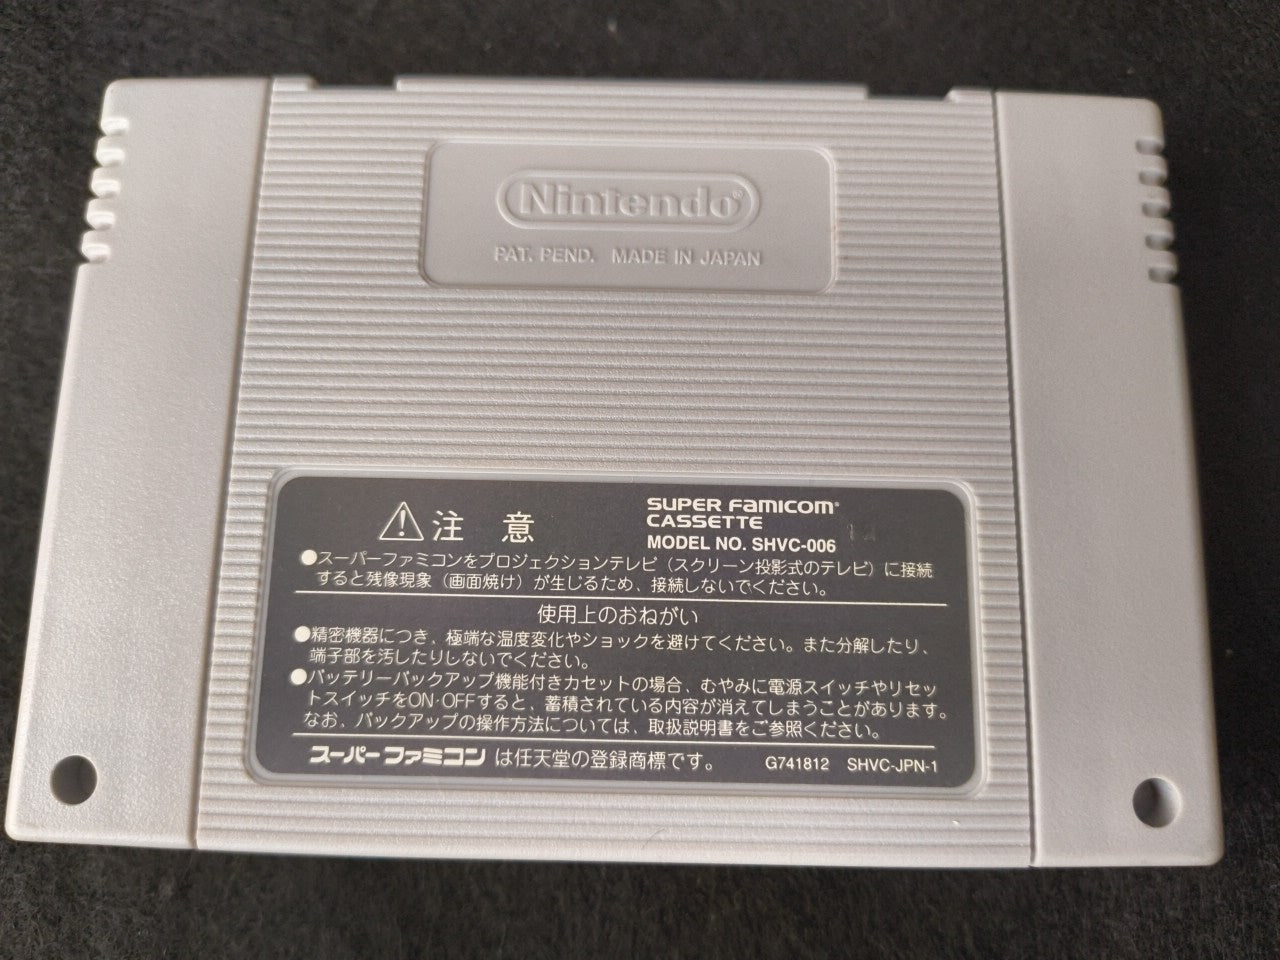 Nintendo®
PAT. PEND. MADE IN JAPAN
注 意
SUPER FAMICOM®
CASSETTE
MODEL NO. SHVC-006
●スーパーファミコンをプロジェクションテレビ（スクリーン投影式のテレビ）に接続
すると残像現象（画面焼け）が生じるため、接続しないでください。
使用上のおねがい
●精密機器につき、極端な温度変化やショックを避けてください。また分解したり、
端子部を汚したりしないでください。
●バッテリーバックアップ機能付きカセットの場合、むやみに電源スイッチやリセッ
トスイッチをON・OFFすると、蓄積されている内容が消えてしまうことがあります。
なお、バックアップの操作方法については、取扱説明書をご参照ください。
スーパーファミコン は任天堂の登録商標です。 G741812 SHVC-JPN-1